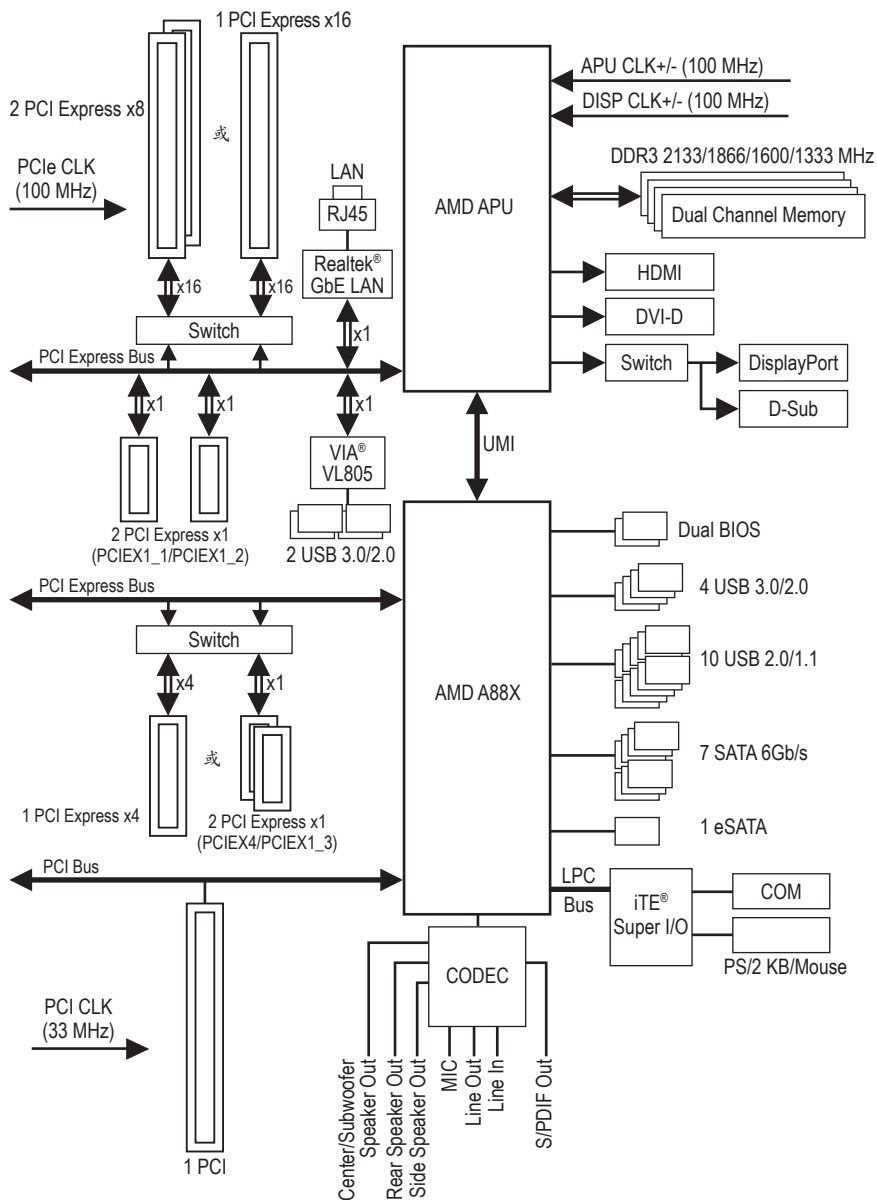 1 PCI Express x16
2 PCI Express x8
或
PCIe CLK
(100 MHz)
x16
x16
Switch
PCI Express Bus
LAN
RJ45
Realtek®
GbE LAN
x1
AMD APU
APU CLK+/- (100 MHz)
DISP CLK+/- (100 MHz)
DDR3 2133/1866/1600/1333 MHz
Dual Channel Memory
HDMI
DVI-D
Switch
DisplayPort
D-Sub
x1
x1
x1
2 PCI Express x1
(PCIEX1_1/PCIEX1_2)
VIA®
VL805
2 USB 3.0/2.0
UMI
PCI Express Bus
Switch
x4
x1
或
1 PCI Express x4
2 PCI Express x1
(PCIEX4/PCIEX1_3)
AMD A88X
Dual BIOS
4 USB 3.0/2.0
10 USB 2.0/1.1
7 SATA 6Gb/s
1 eSATA
LPC
Bus
iTE®
Super I/O
COM
PS/2 KB/Mouse
PCI Bus
PCI CLK
(33 MHz)
1 PCI
CODEC
Center/Subwoofer
Speaker Out
Rear Speaker Out
Side Speaker Out
MIC
Line Out
Line In
S/PDIF Out